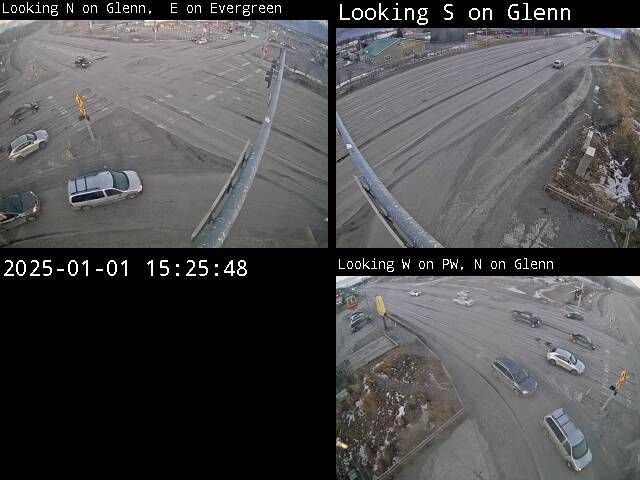 Looking N on Glenn,  E on Evergreen
Looking S on Glenn
2025-01-01 15:25:48
Looking W on PW, N on Glenn